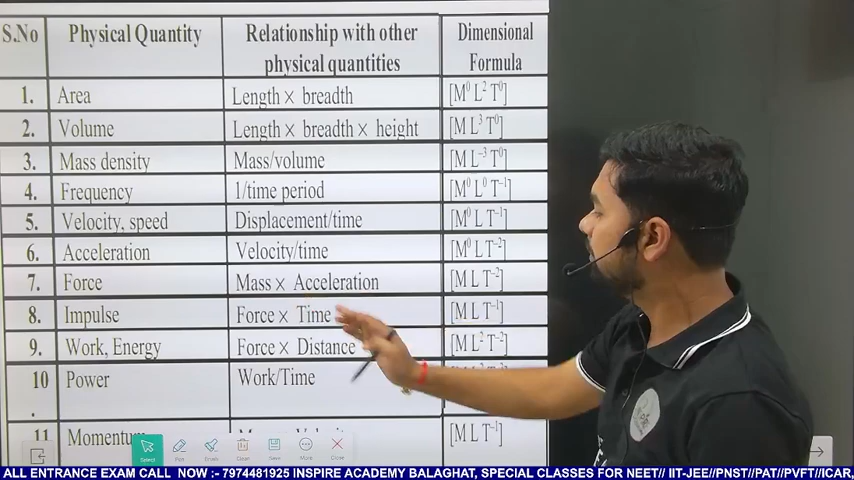 S.No Physical Quantity Relationship with other physical quantities Dimensional Formula
1. Area Length × breadth [M⁰ L² T⁰]
2. Volume Length × breadth × height [M L³ T⁰]
3. Mass density Mass/volume [M L⁻³ T⁰]
4. Frequency 1/time period [M⁰ L⁰ T⁻¹]
5. Velocity, speed Displacement/time [M⁰ L T⁻¹]
6. Acceleration Velocity/time [M⁰ L T⁻²]
7. Force Mass × Acceleration [M L T⁻²]
8. Impulse Force × Time [M L T⁻¹]
9. Work, Energy Force × Distance [M L² T⁻²]
10 Power Work/Time
.
11 [M L T⁻¹]
Select Pen Clear Save More Close
ALL ENTRANCE EXAM CALL NOW :- 7974481925 INSPIRE ACADEMY BALAGHAT, SPECIAL CLASSES FOR NEET// IIT-JEE//PNST//PAT//PVFT//ICAR,